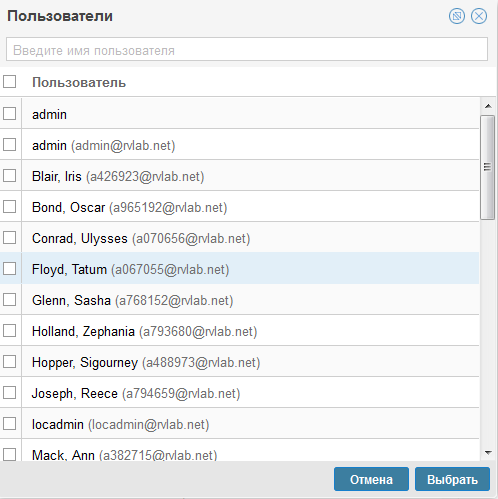 Пользователи
Введите имя пользователя
Пользователь
admin
admin (admin@rvlab.net)
Blair, Iris (a426923@rvlab.net)
Bond, Oscar (a965192@rvlab.net)
Conrad, Ulysses (a070656@rvlab.net)
Floyd, Tatum (a067055@rvlab.net)
Glenn, Sasha (a768152@rvlab.net)
Holland, Zephania (a793680@rvlab.net)
Hopper, Sigourney (a488973@rvlab.net)
Joseph, Reece (a794659@rvlab.net)
locadmin (locadmin@rvlab.net)
Mack, Ann (a382715@rvlab.net)
Отмена Выбрать